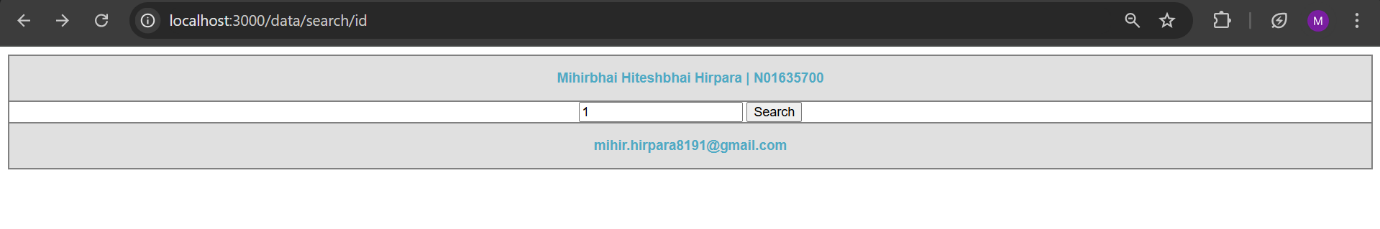 localhost:3000/data/search/id
M
Mihirbhai Hiteshbhai Hirpara | N01635700
1 Search
mihir.hirpara8191@gmail.com